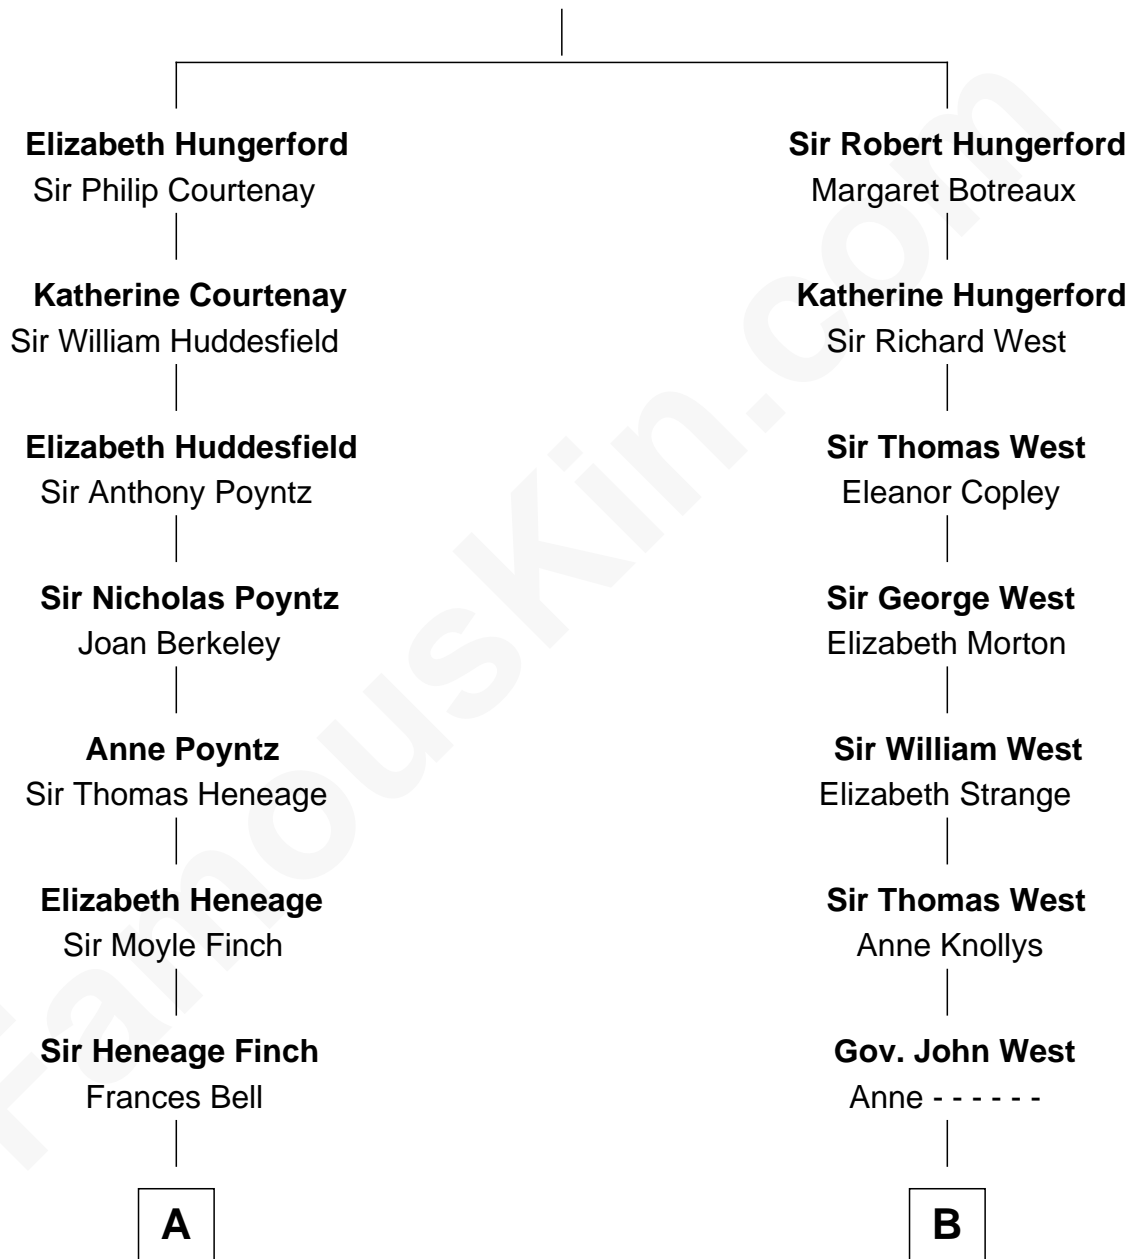 Elizabeth Hungerford
Sir Philip Courtenay
Katherine Courtenay
Sir William Huddesfield
Elizabeth Huddesfield
Sir Anthony Poyntz
Sir Nicholas Poyntz
Joan Berkeley
Anne Poyntz
Sir Thomas Heneage
Elizabeth Heneage
Sir Moyle Finch
Sir Heneage Finch
Frances Bell
A
Sir Robert Hungerford
Margaret Botreaux
Katherine Hungerford
Sir Richard West
Sir Thomas West
Eleanor Copley
Sir George West
Elizabeth Morton
Sir William West
Elizabeth Strange
Sir Thomas West
Anne Knollys
Gov. John West
Anne - - - - - -
B
FamousKin.com